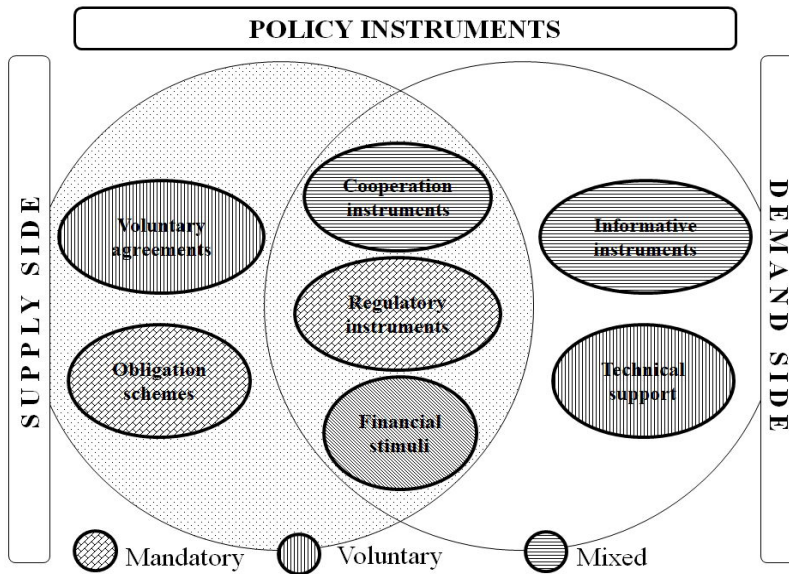 POLICY INSTRUMENTS
SUPPLY SIDE
DEMAND SIDE
Cooperation
instruments
Voluntary
agreements
Informative
instruments
Regulatory
instruments
Obligation
schemes
Technical
support
Financial
stimuli
Mandatory
Voluntary
Mixed